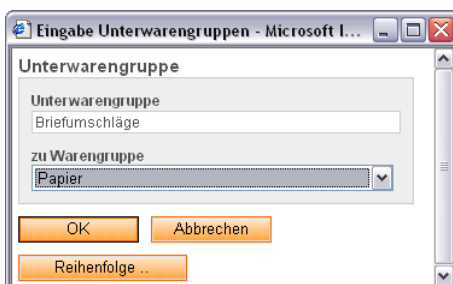 Eingabe Unterwarengruppen - Microsoft I...
Unterwarengruppe
Unterwarengruppe
Briefumschläge
zu Warengruppe
Papier
OK Abbrechen
Reihenfolge ..